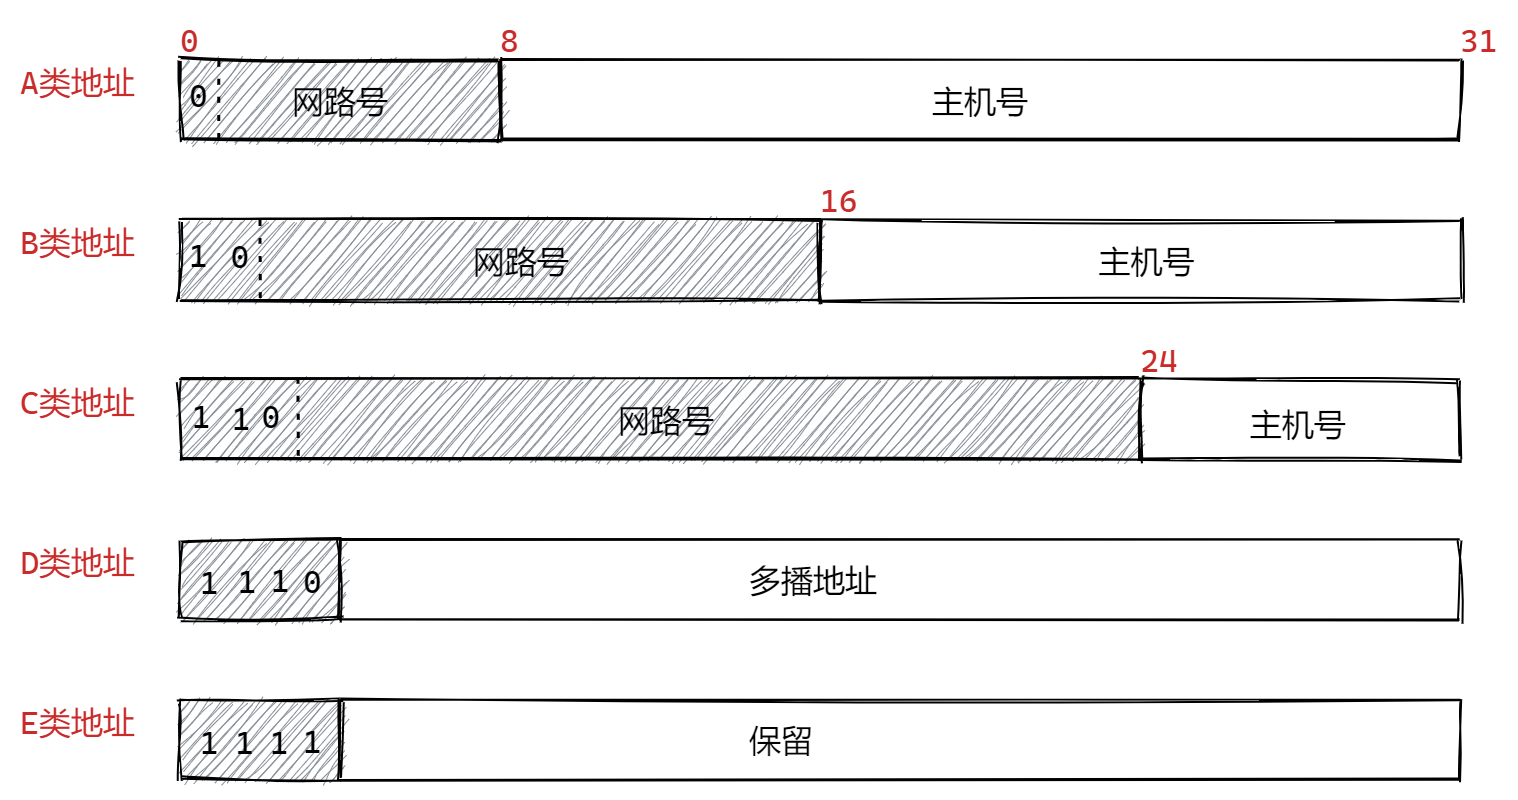 0 8 31
A类地址 0 网路号 主机号
16
B类地址 1 0 网路号 主机号
24
C类地址 1 1 0 网路号 主机号
D类地址 1 1 1 0 多播地址
E类地址 1 1 1 1 保留